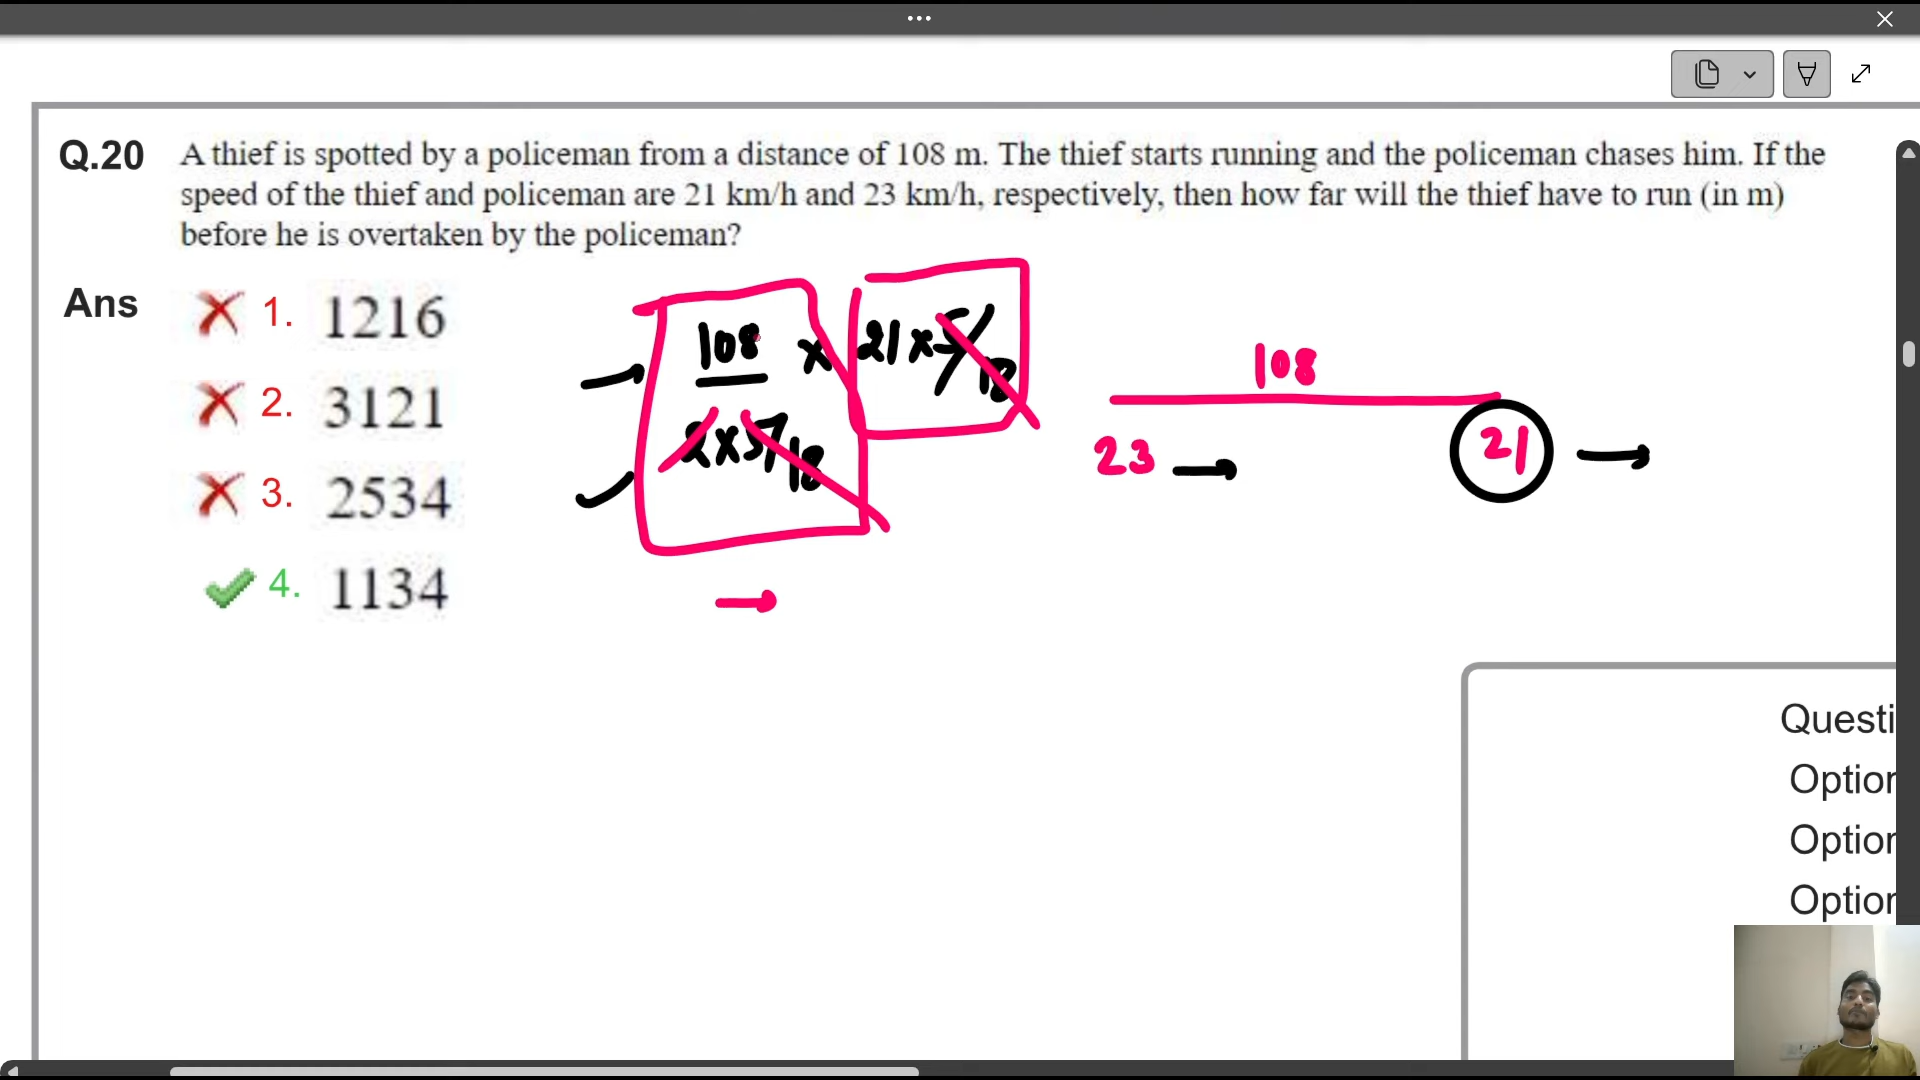 Q.20 A thief is spotted by a policeman from a distance of 108 m. The thief starts running and the policeman chases him. If the
speed of the thief and policeman are 21 km/h and 23 km/h, respectively, then how far will the thief have to run (in m)
before he is overtaken by the policeman?
Ans 1. 1216
2. 3121
3. 2534
4. 1134
108 × 21 × 5/18
2 × 5/18
108
23 21
Questi
Option
Option
Option